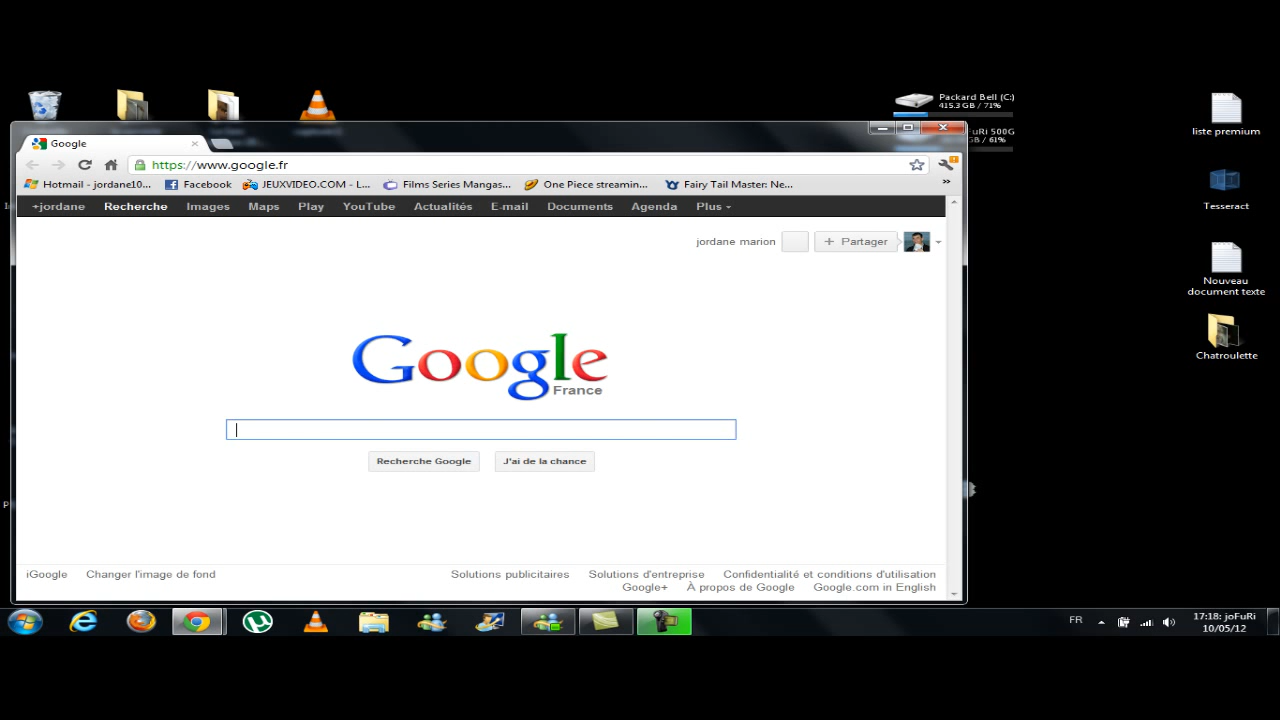 Packard Bell (C:)
415.3 GB / 71%
FuRi 500G
GB / 61%
liste premium
Tesseract
Nouveau
document texte
Chatroulette
Google
https://www.google.fr
Hotmail - jordane10... Facebook JEUXVIDEO.COM - L... Films Series Mangas... One Piece streamin... Fairy Tail Master: Ne... »
+jordane Recherche Images Maps Play YouTube Actualités E-mail Documents Agenda Plus
jordane marion + Partager
Google
France
Recherche Google J'ai de la chance
iGoogle Changer l'image de fond Solutions publicitaires Solutions d'entreprise Confidentialité et conditions d'utilisation
Google+ À propos de Google Google.com in English
FR 17:18: joFuRi
10/05/12